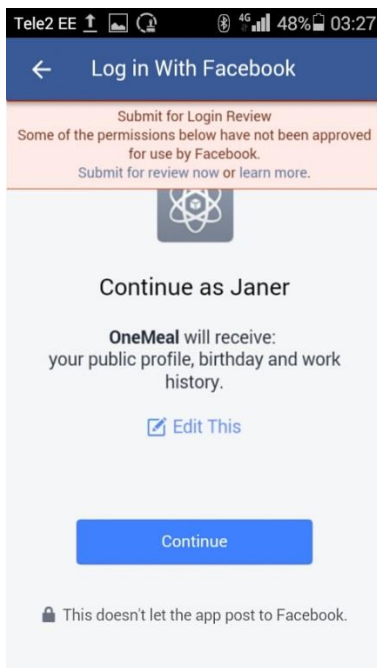 Tele2 EE 4G 48% 03:27
Log in With Facebook
Submit for Login Review
Some of the permissions below have not been approved
for use by Facebook.
Submit for review now or learn more.
Continue as Janer
OneMeal will receive:
your public profile, birthday and work
history.
Edit This
Continue
This doesn't let the app post to Facebook.